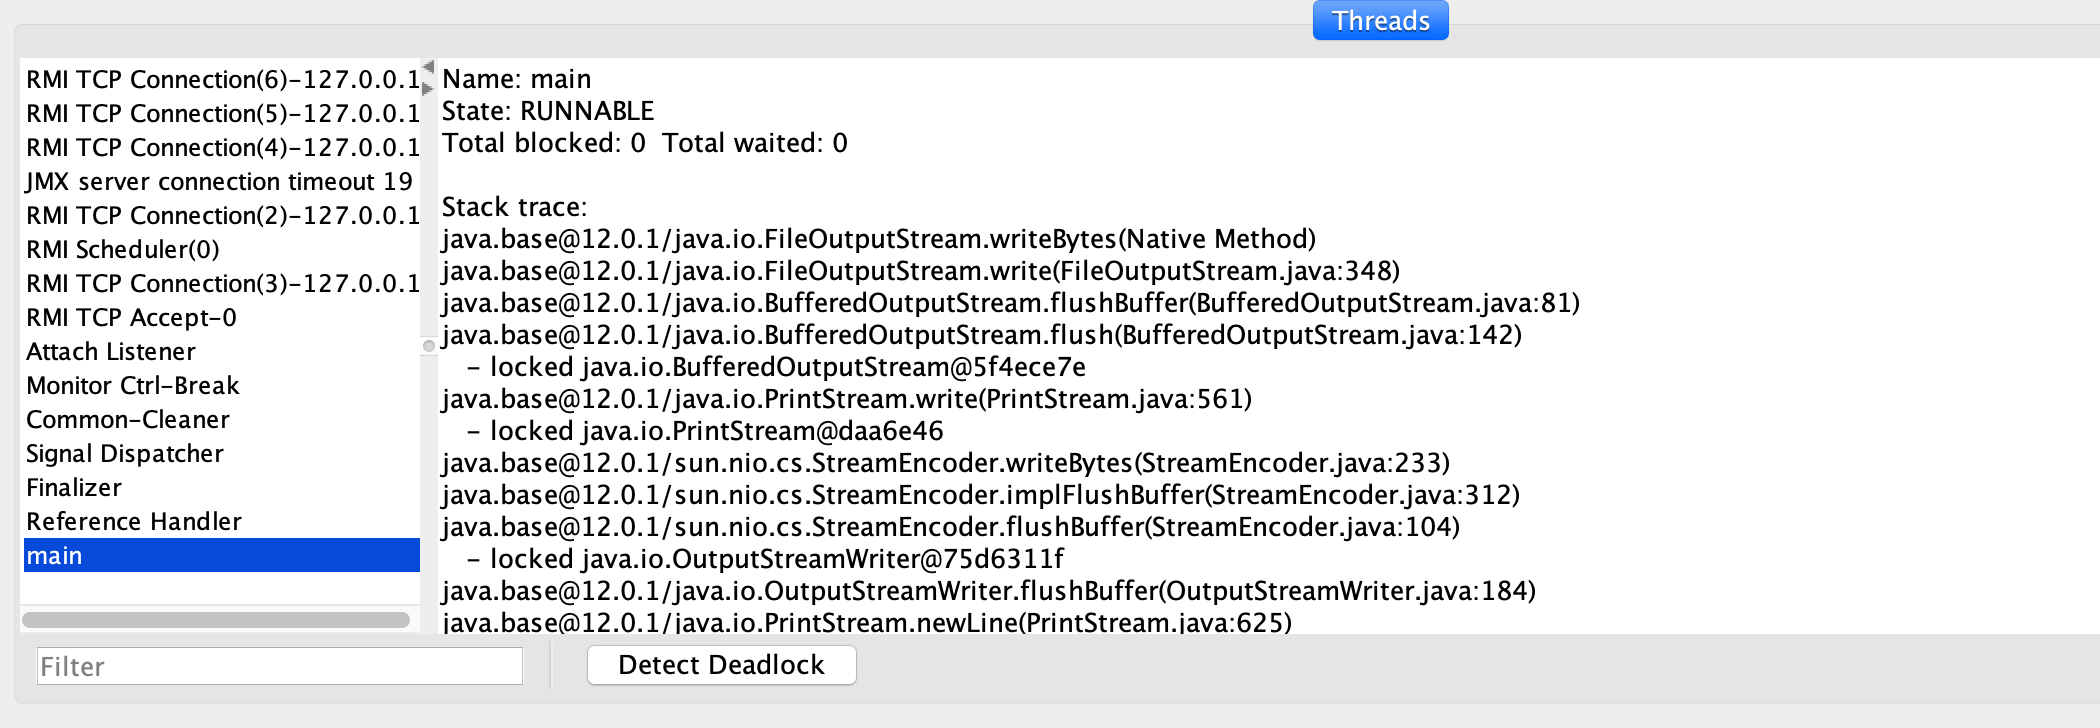 Threads
RMI TCP Connection(6)-127.0.0.1
RMI TCP Connection(5)-127.0.0.1
RMI TCP Connection(4)-127.0.0.1
JMX server connection timeout 19
RMI TCP Connection(2)-127.0.0.1
RMI Scheduler(0)
RMI TCP Connection(3)-127.0.0.1
RMI TCP Accept-0
Attach Listener
Monitor Ctrl-Break
Common-Cleaner
Signal Dispatcher
Finalizer
Reference Handler
main
Name: main
State: RUNNABLE
Total blocked: 0  Total waited: 0
Stack trace:
java.base@12.0.1/java.io.FileOutputStream.writeBytes(Native Method)
java.base@12.0.1/java.io.FileOutputStream.write(FileOutputStream.java:348)
java.base@12.0.1/java.io.BufferedOutputStream.flushBuffer(BufferedOutputStream.java:81)
java.base@12.0.1/java.io.BufferedOutputStream.flush(BufferedOutputStream.java:142)
- locked java.io.BufferedOutputStream@5f4ece7e
java.base@12.0.1/java.io.PrintStream.write(PrintStream.java:561)
- locked java.io.PrintStream@daa6e46
java.base@12.0.1/sun.nio.cs.StreamEncoder.writeBytes(StreamEncoder.java:233)
java.base@12.0.1/sun.nio.cs.StreamEncoder.implFlushBuffer(StreamEncoder.java:312)
java.base@12.0.1/sun.nio.cs.StreamEncoder.flushBuffer(StreamEncoder.java:104)
- locked java.io.OutputStreamWriter@75d6311f
java.base@12.0.1/java.io.OutputStreamWriter.flushBuffer(OutputStreamWriter.java:184)
java.base@12.0.1/java.io.PrintStream.newLine(PrintStream.java:625)
Filter
Detect Deadlock